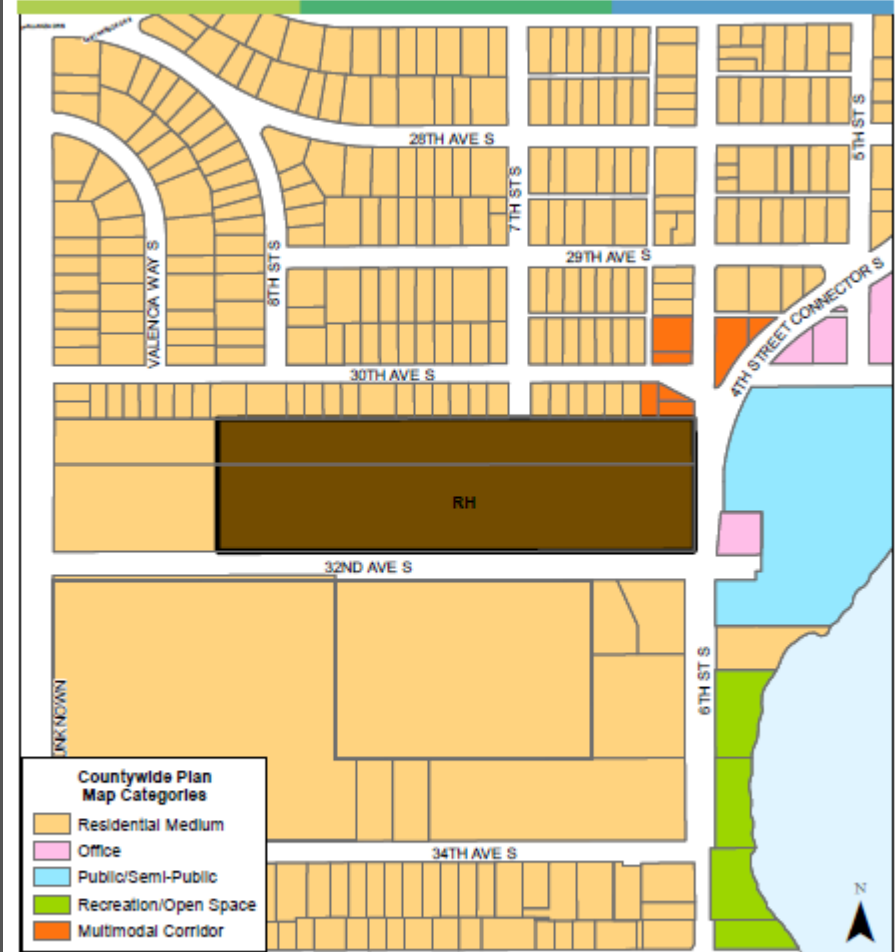 28TH AVE S
5TH ST S
7TH ST S
29TH AVE S
8TH ST S
VALENCIA WAY S
4TH STREET CONNECTOR S
30TH AVE S
RH
32ND AVE S
6TH ST S
UNKNOWN
34TH AVE S
Countywide Plan
Map Categories
Residential Medium
Office
Public/Semi-Public
Recreation/Open Space
Multimodal Corridor
N